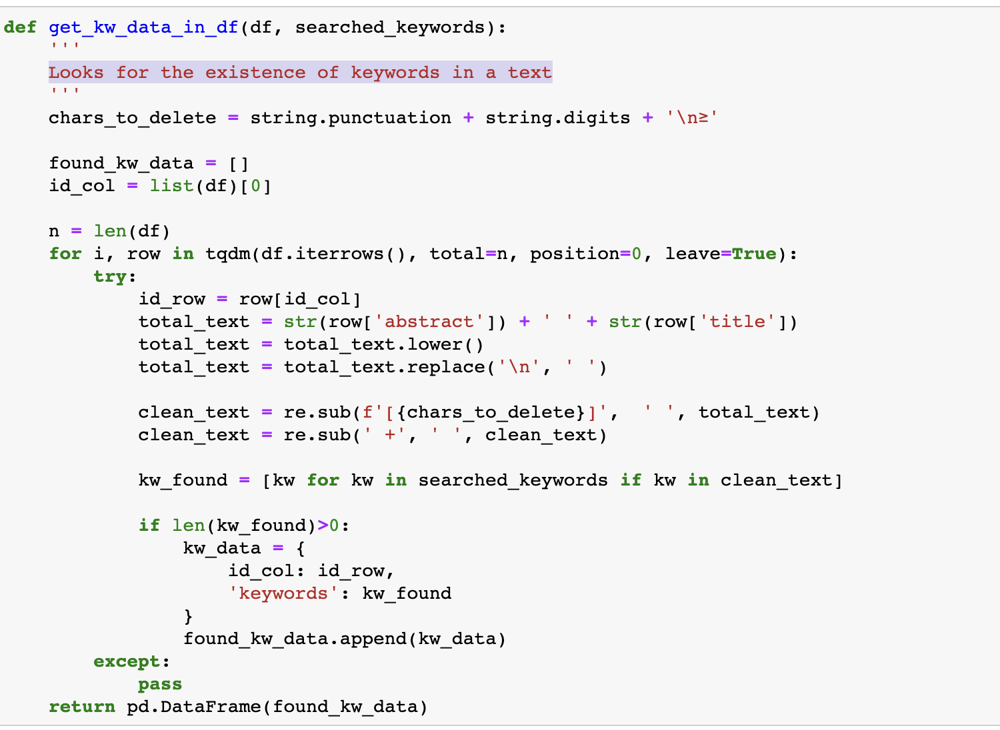 def get_kw_data_in_df(df, searched_keywords):
    '''
    Looks for the existence of keywords in a text
    '''
    chars_to_delete = string.punctuation + string.digits + '\n≥'

    found_kw_data = []
    id_col = list(df)[0]

    n = len(df)
    for i, row in tqdm(df.iterrows(), total=n, position=0, leave=True):
        try:
            id_row = row[id_col]
            total_text = str(row['abstract']) + ' ' + str(row['title'])
            total_text = total_text.lower()
            total_text = total_text.replace('\n', ' ')

            clean_text = re.sub(f'[{chars_to_delete}]',  ' ', total_text)
            clean_text = re.sub(' +', ' ', clean_text)

            kw_found = [kw for kw in searched_keywords if kw in clean_text]

            if len(kw_found)>0:
                kw_data = {
                    id_col: id_row,
                    'keywords': kw_found
                }
                found_kw_data.append(kw_data)
        except:
            pass
    return pd.DataFrame(found_kw_data)